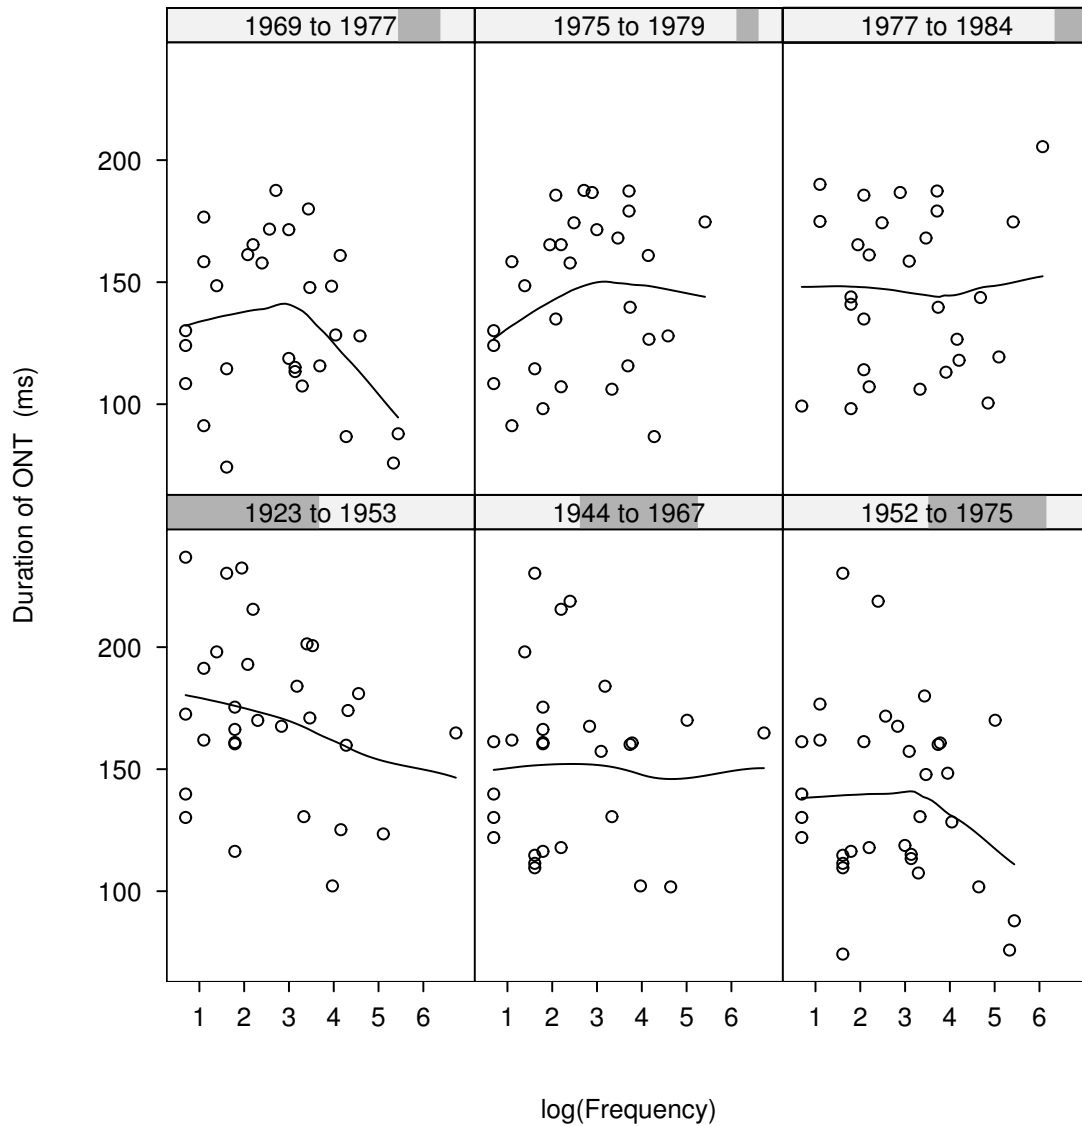 1969 to 1977 1975 to 1979 1977 to 1984
200
150
100
Duration of ONT (ms)
1923 to 1953 1944 to 1967 1952 to 1975
200
150
100
1 2 3 4 5 6 1 2 3 4 5 6 1 2 3 4 5 6
log(Frequency)